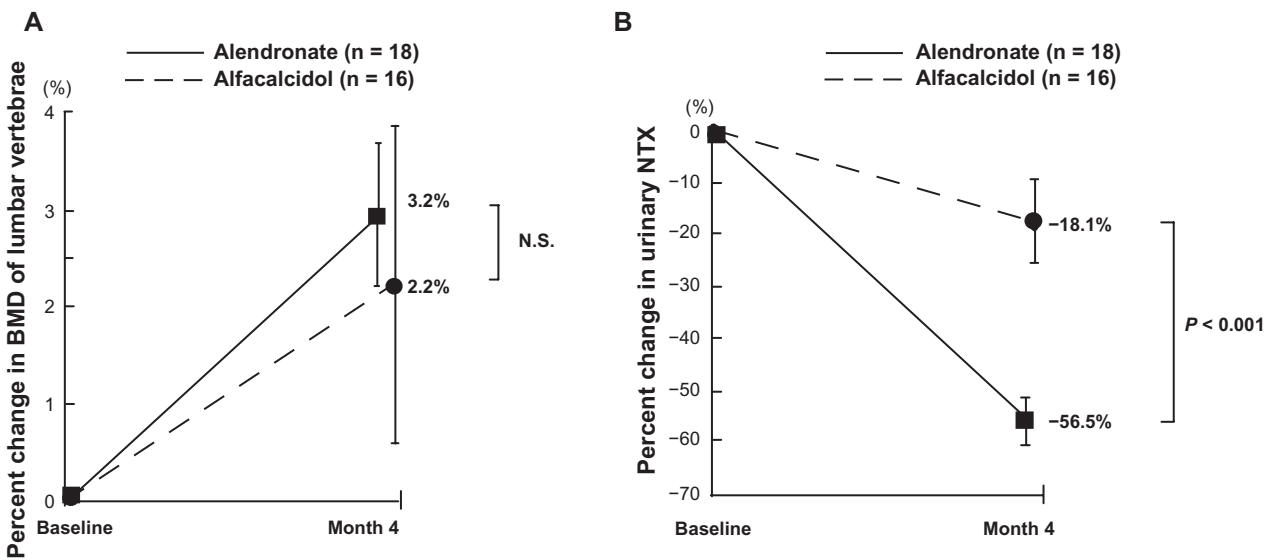 A
Alendronate (n = 18)
Alfacalcidol (n = 16)
(%)
Percent change in BMD of lumbar vertebrae
4
3
2
1
0
3.2%
2.2%
N.S.
Baseline
Month 4
B
Alendronate (n = 18)
Alfacalcidol (n = 16)
(%)
Percent change in urinary NTX
0
−10
−20
−30
−40
−50
−60
−70
−18.1%
−56.5%
P < 0.001
Baseline
Month 4